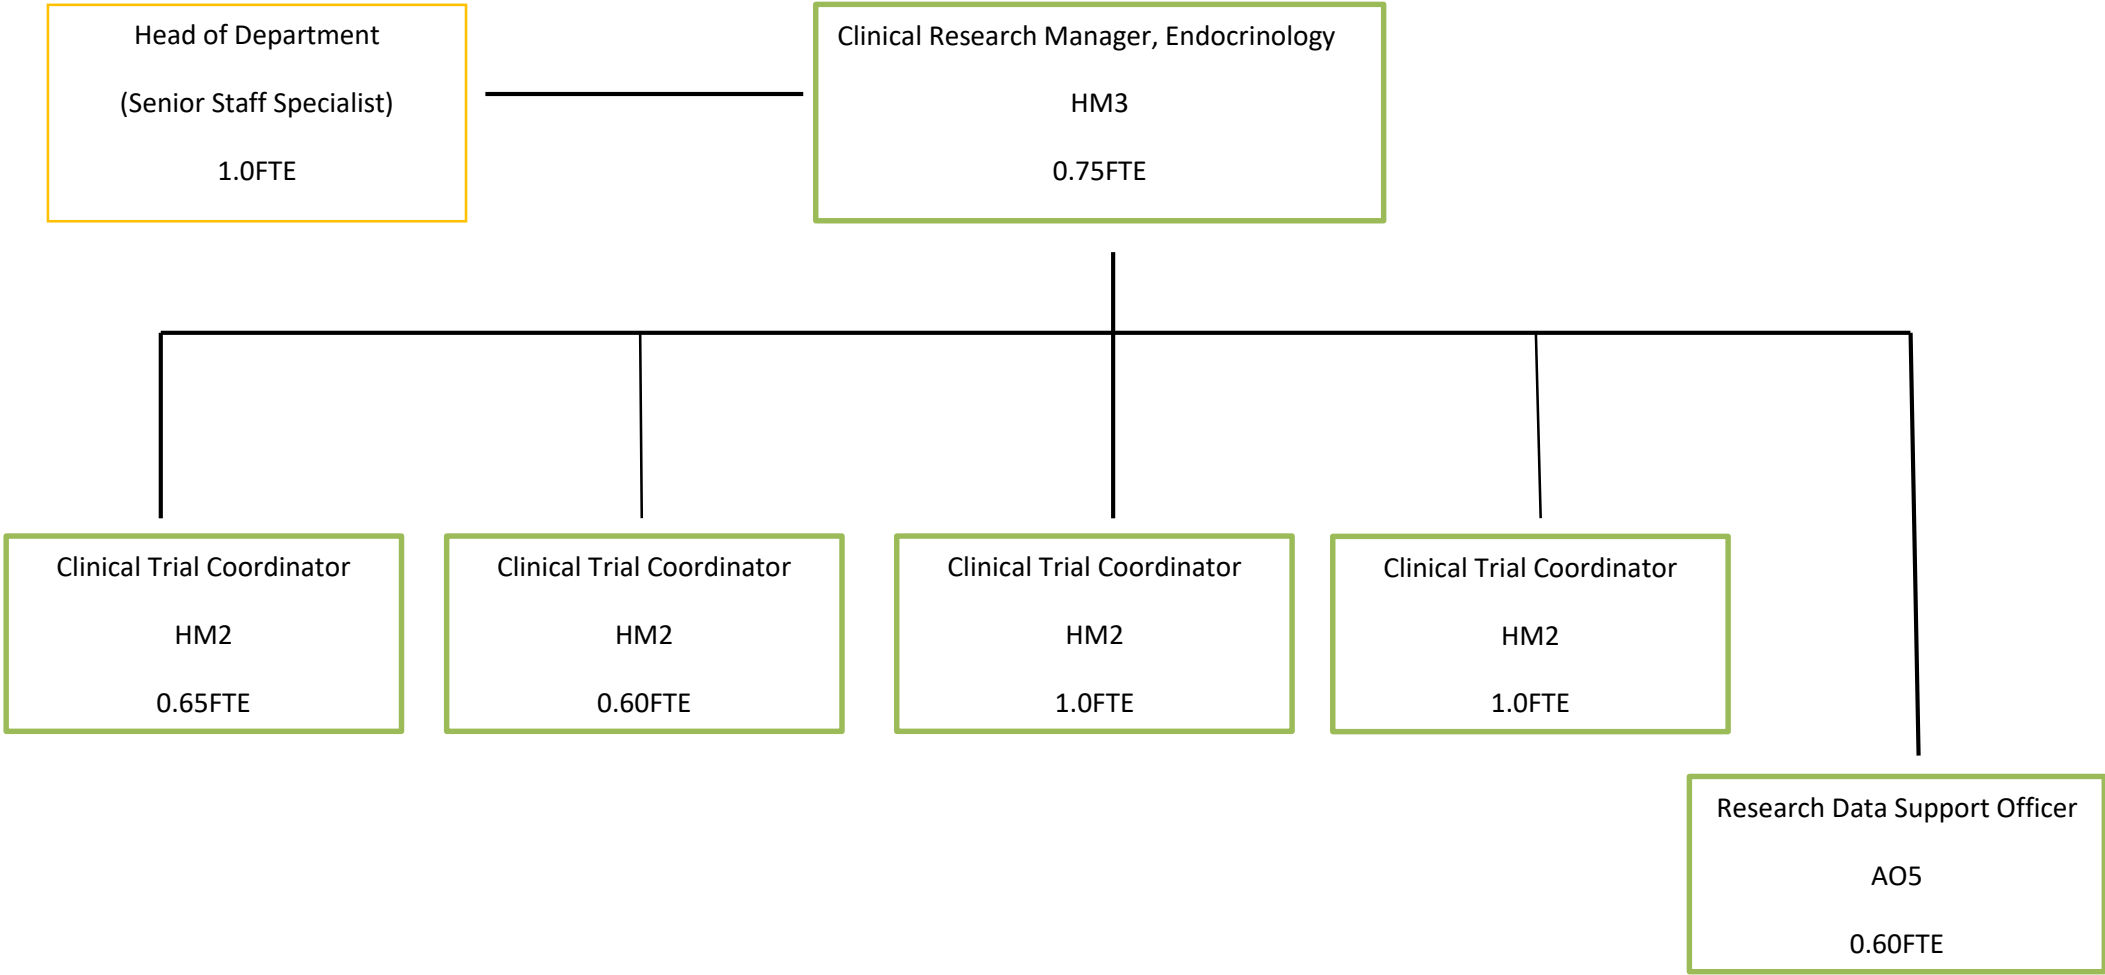 Head of Department
(Senior Staff Specialist)
1.0FTE
Clinical Research Manager, Endocrinology
HM3
0.75FTE
Clinical Trial Coordinator
HM2
0.65FTE
Clinical Trial Coordinator
HM2
0.60FTE
Clinical Trial Coordinator
HM2
1.0FTE
Clinical Trial Coordinator
HM2
1.0FTE
Research Data Support Officer
AO5
0.60FTE